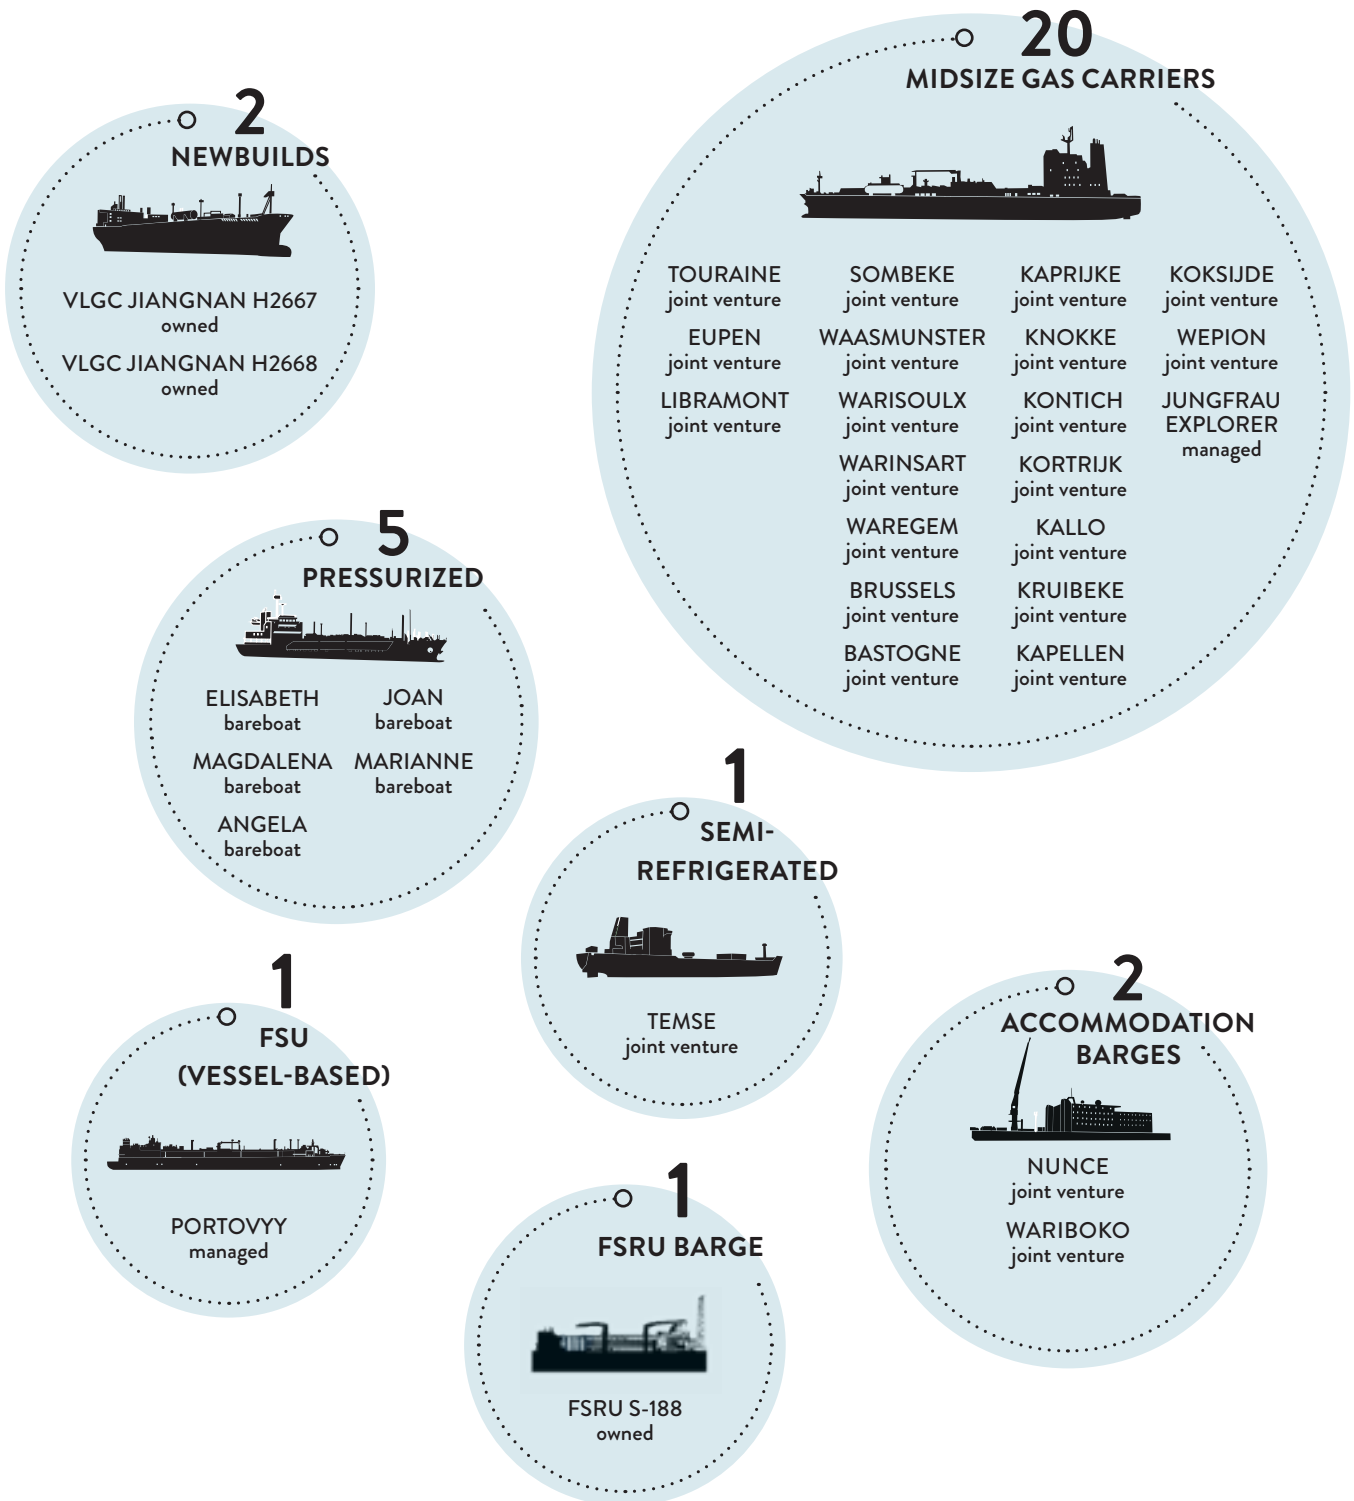 2
NEWBUILDS
VLGC JIANGNAN H2667
owned
VLGC JIANGNAN H2668
owned
20
MIDSIZE GAS CARRIERS
TOURAINE
joint venture
EUPEN
joint venture
LIBRAMONT
joint venture
SOMBEKE
joint venture
WAASMUNSTER
joint venture
WARISOULX
joint venture
WARINSART
joint venture
WAREGEM
joint venture
BRUSSELS
joint venture
BASTOGNE
joint venture
KAPRIJKE
joint venture
KNOKKE
joint venture
KONTICH
joint venture
KORTRIJK
joint venture
KALLO
joint venture
KRUIBEKE
joint venture
KAPELLEN
joint venture
KOKSIJDE
joint venture
WEPION
joint venture
JUNGFRAU
EXPLORER
managed
5
PRESSURIZED
ELISABETH
bareboat
MAGDALENA
bareboat
ANGELA
bareboat
JOAN
bareboat
MARIANNE
bareboat
1
SEMI-
REFRIGERATED
TEMSE
joint venture
1
FSU
(VESSEL-BASED)
PORTOVYY
managed
2
ACCOMMODATION
BARGES
NUNCE
joint venture
WARIBOKO
joint venture
1
FSRU BARGE
FSRU S-188
owned